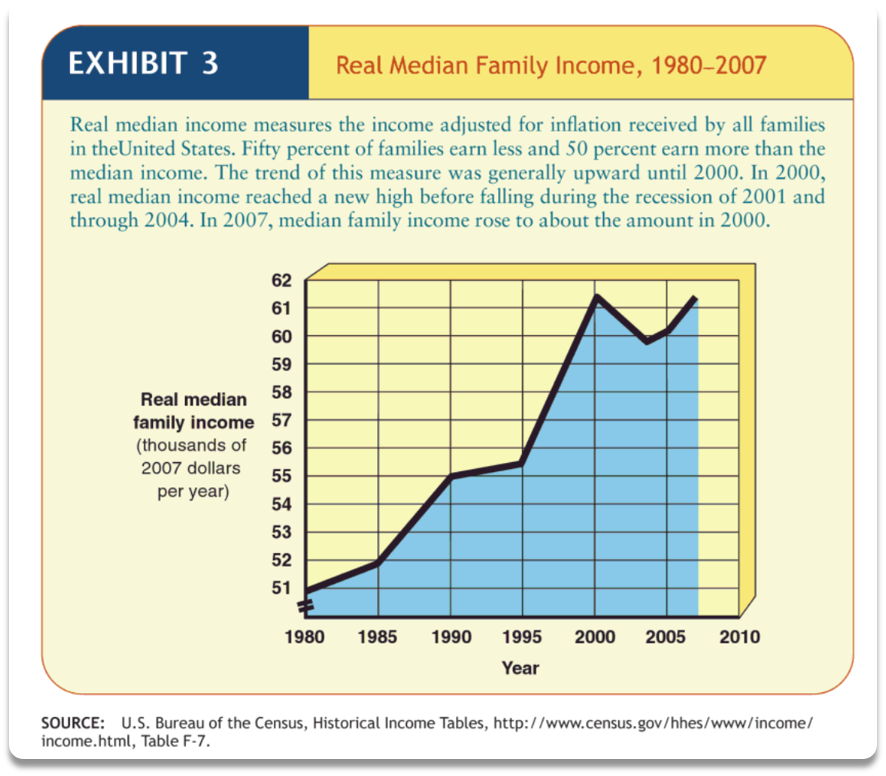 EXHIBIT 3
Real Median Family Income, 1980–2007
Real median income measures the income adjusted for inflation received by all families
in theUnited States. Fifty percent of families earn less and 50 percent earn more than the
median income. The trend of this measure was generally upward until 2000. In 2000,
real median income reached a new high before falling during the recession of 2001 and
through 2004. In 2007, median family income rose to about the amount in 2000.
62
61
60
59
58
57
56
55
54
53
52
51
Real median
family income
(thousands of
2007 dollars
per year)
1980 1985 1990 1995 2000 2005 2010
Year
SOURCE: U.S. Bureau of the Census, Historical Income Tables, http://www.census.gov/hhes/www/income/
income.html, Table F-7.